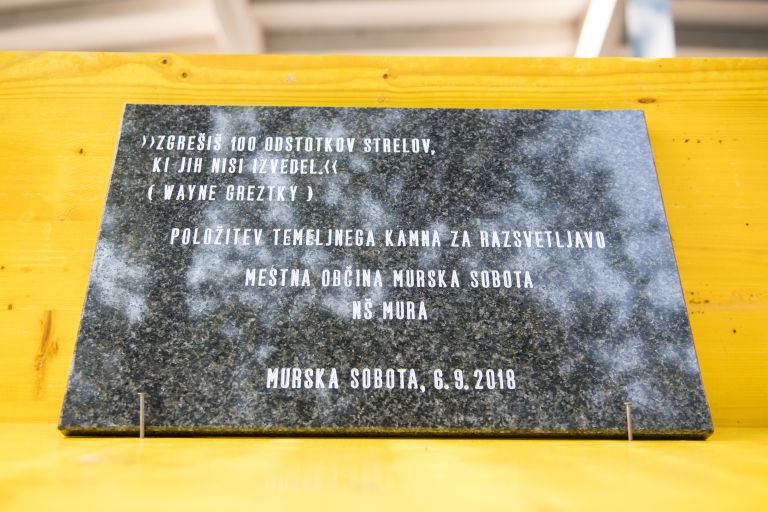 ››ZGREŠIŠ 100 ODSTOTKOV STRELOV,
KI JIH NISI IZVEDEL.‹‹
( WAYNE GREZTKY )
POLOŽITEV TEMELJNEGA KAMNA ZA RAZSVETLJAVO
MESTNA OBČINA MURSKA SOBOTA
NŠ MURA
MURSKA SOBOTA, 6.9.2018